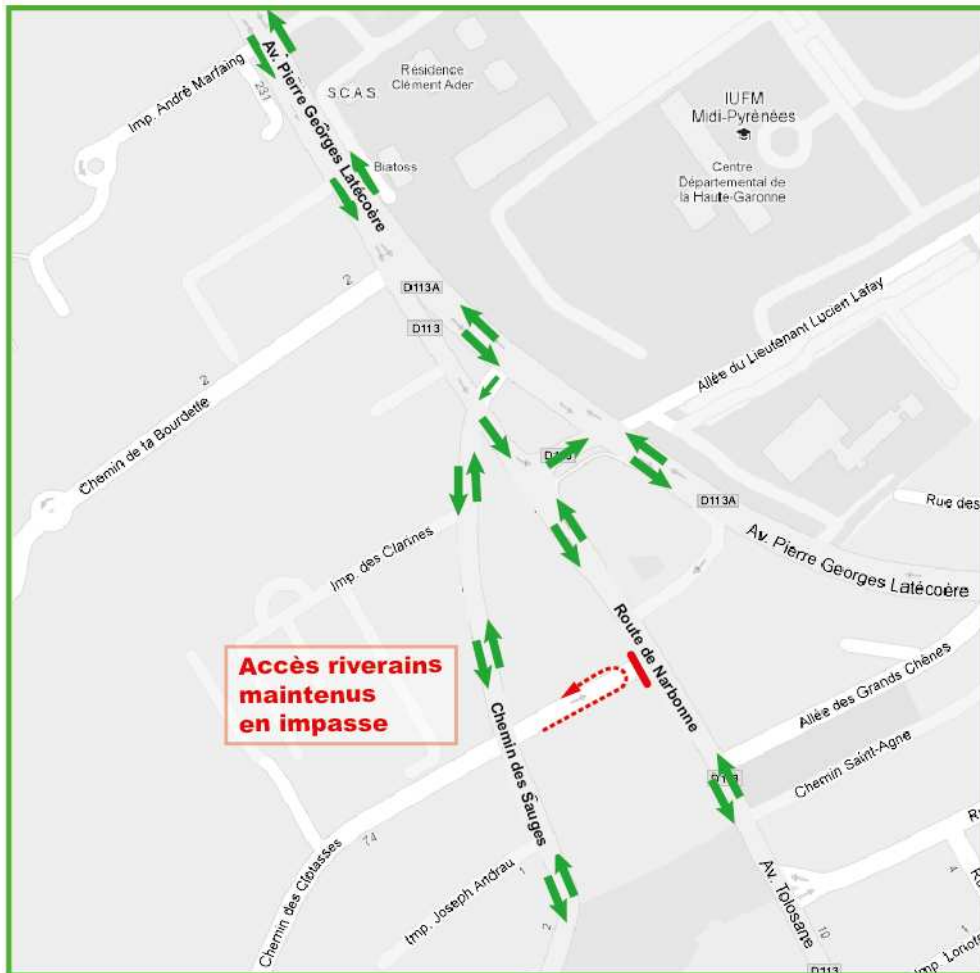 Imp. André Marfaing
231
Av. Pierre Georges Latécoère
S.C.A.S.
Résidence
Clément Ader
IUFM
Midi-Pyrénées
Biatoss
Centre
Départemental de
la Haute-Garonne
2
D113A
D113
Allée du Lieutenant Lucien Lafay
2
Chemin de la Bourdette
D113A
Rue des
Av. Pierre Georges Latécoère
Imp. des Clarines
Route de Narbonne
Accès riverains
maintenus
en impasse
Allée des Grands Chênes
Chemin des Sauges
Chemin Saint-Agne
D113
74
Chemin des Clotasses
Imp. Joseph Andrau
1
2
Av. Tolosane
10
4
1
D113